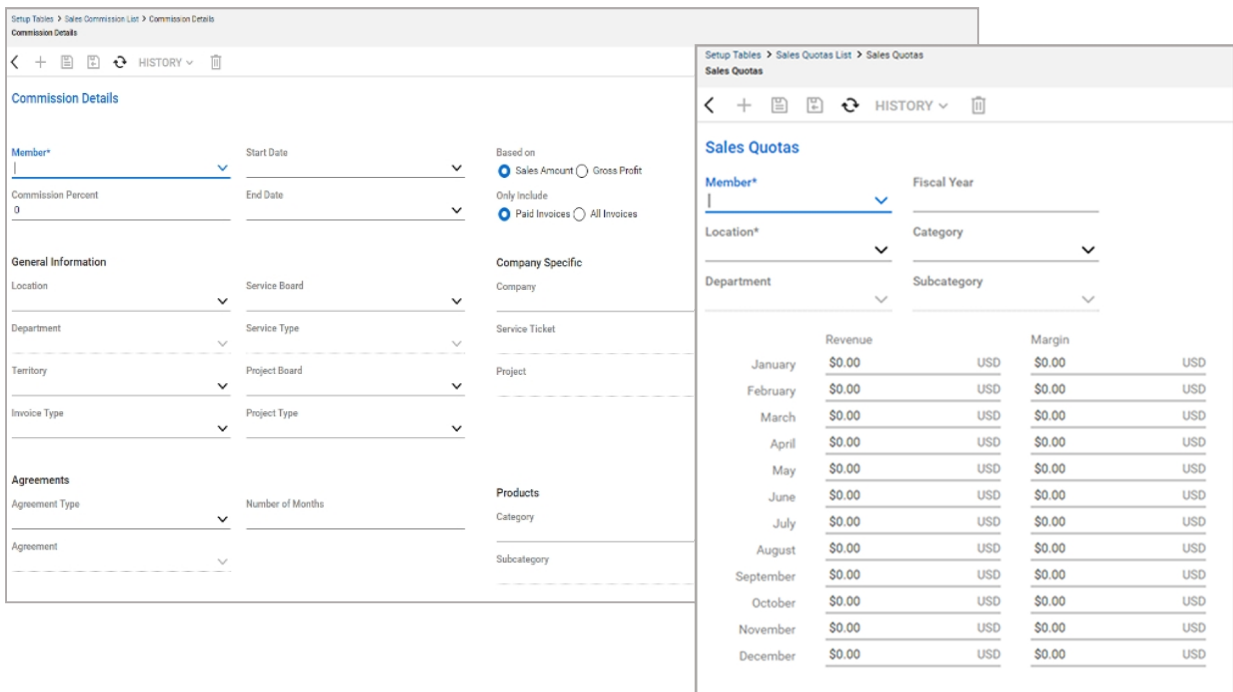 Setup Tables > Sales Commission List > Commission Details
Commission Details
HISTORY
Commission Details
Member* Start Date Based on
Sales Amount Gross Profit
Commission Percent End Date Only Include
0 Paid Invoices All Invoices
General Information Company Specific
Location Service Board Company
Department Service Type Service Ticket
Territory Project Board Project
Invoice Type Project Type
Agreements Products
Agreement Type Number of Months Category
Agreement Subcategory
Setup Tables > Sales Quotas List > Sales Quotas
Sales Quotas
HISTORY
Sales Quotas
Member* Fiscal Year
Location* Category
Department Subcategory
Revenue Margin
January $0.00 USD $0.00 USD
February $0.00 USD $0.00 USD
March $0.00 USD $0.00 USD
April $0.00 USD $0.00 USD
May $0.00 USD $0.00 USD
June $0.00 USD $0.00 USD
July $0.00 USD $0.00 USD
August $0.00 USD $0.00 USD
September $0.00 USD $0.00 USD
October $0.00 USD $0.00 USD
November $0.00 USD $0.00 USD
December $0.00 USD $0.00 USD